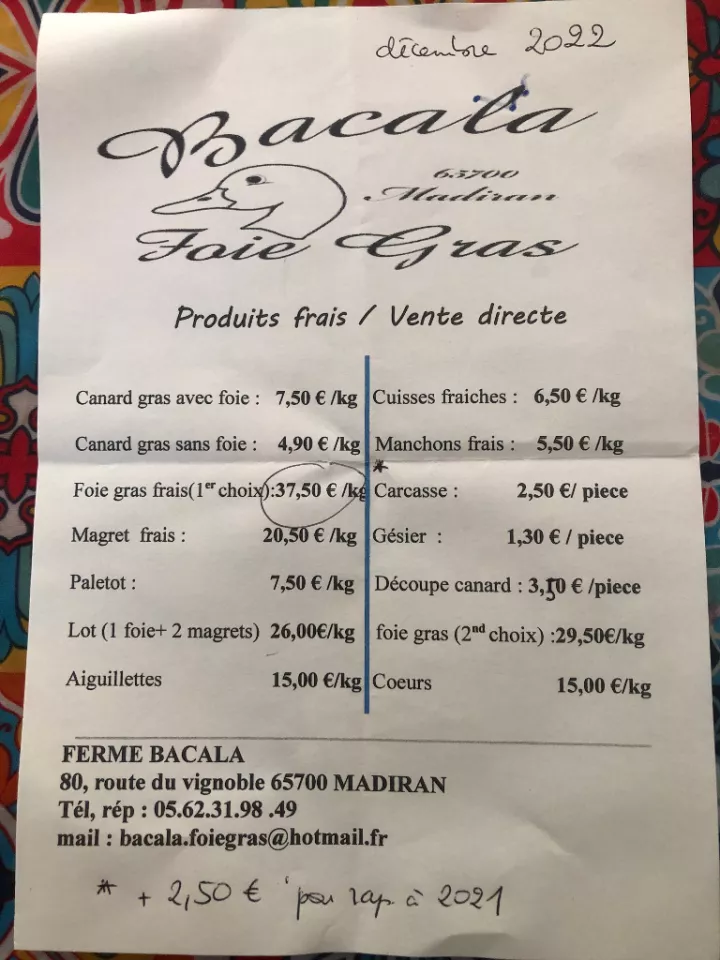 décembre 2022
Bacala
65700
Madiran
Foie Gras
Produits frais / Vente directe
Canard gras avec foie : 7,50 € /kg
Canard gras sans foie : 4,90 € /kg
Foie gras frais(1er choix):37,50 € /kg
Magret frais : 20,50 € /kg
Paletot : 7,50 € /kg
Lot (1 foie+ 2 magrets) 26,00€/kg
Aiguillettes 15,00 €/kg
Cuisses fraiches : 6,50 € /kg
Manchons frais : 5,50 € /kg
*
Carcasse : 2,50 €/ piece
Gésier : 1,30 € / piece
Découpe canard : 3,50 € /piece
foie gras (2nd choix) :29,50€/kg
Coeurs 15,00 €/kg
FERME BACALA
80, route du vignoble 65700 MADIRAN
Tél, rép : 05.62.31.98 .49
mail : bacala.foiegras@hotmail.fr
* + 2,50 € par rap. à 2021